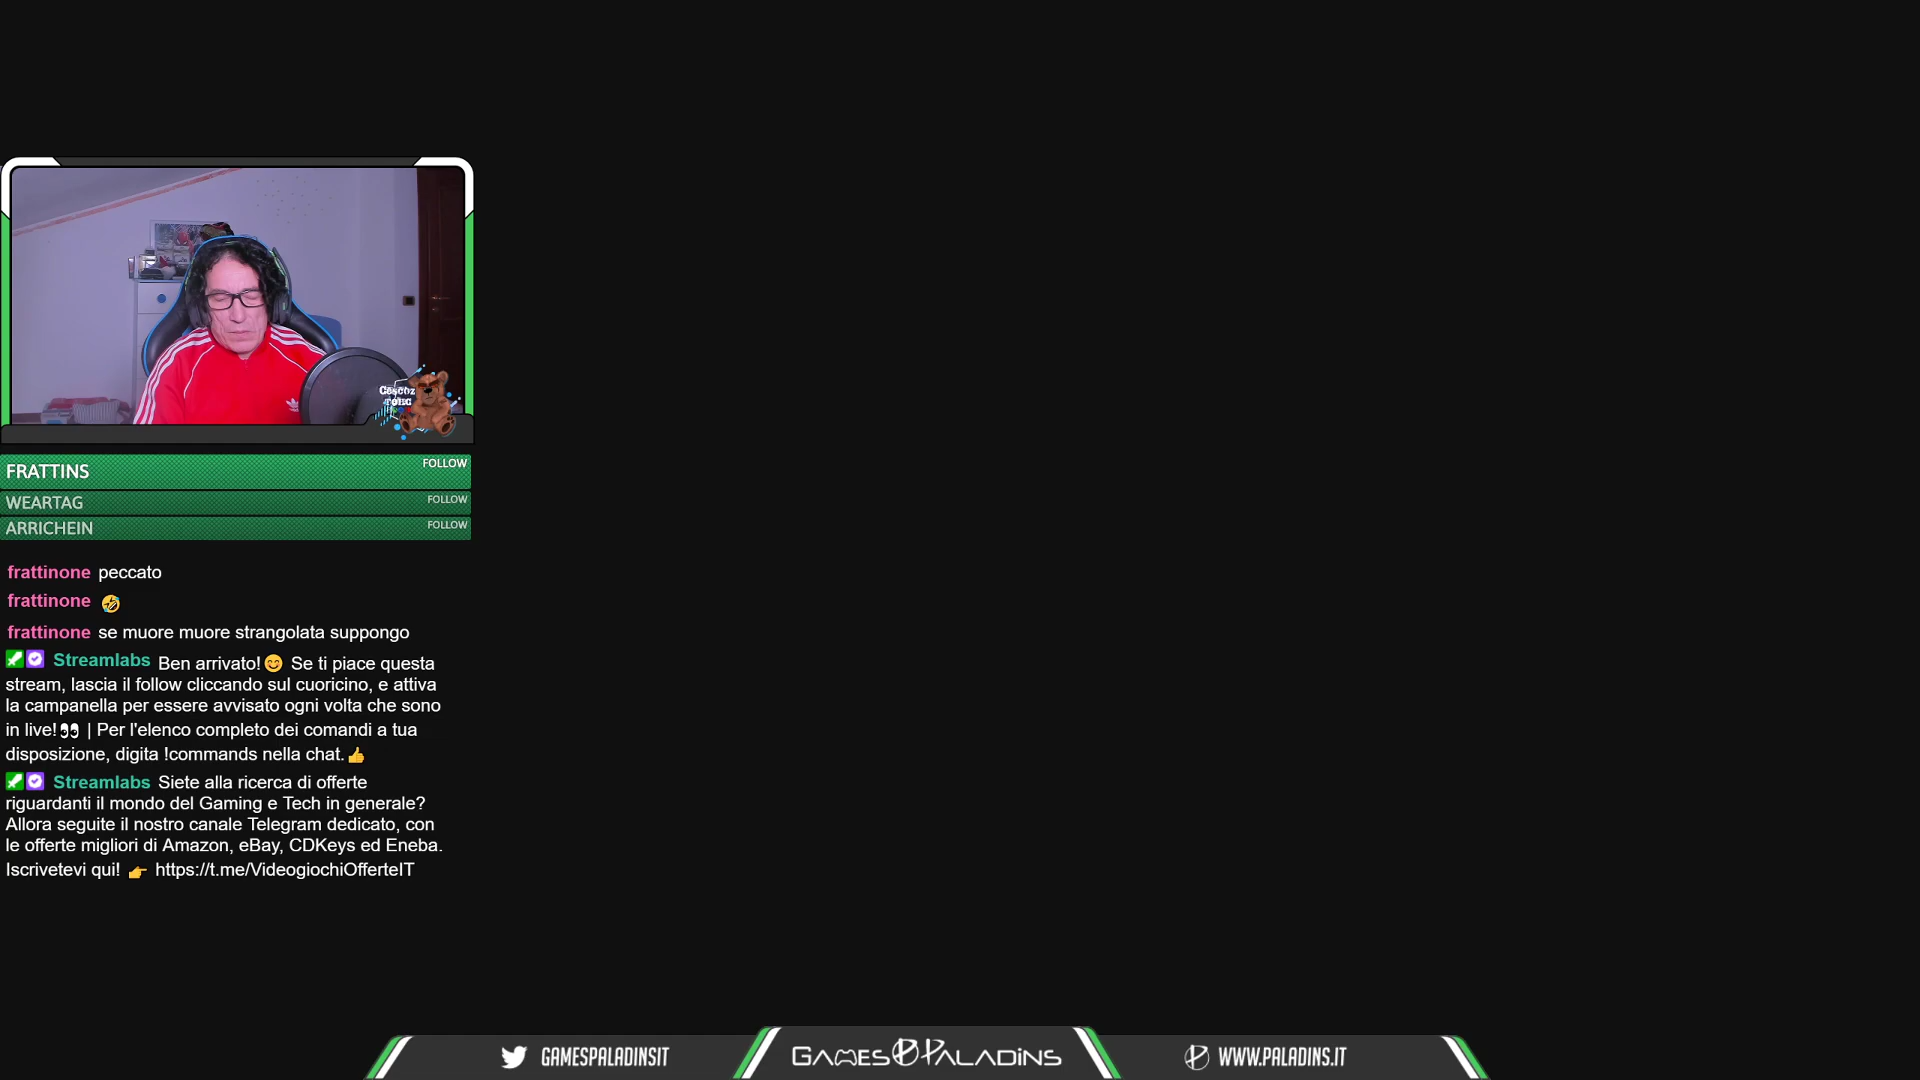 FRATTINS FOLLOW
WEARTAG FOLLOW
ARRICHEIN FOLLOW
frattinone peccato
frattinone 🤣
frattinone se muore muore strangolata suppongo
Streamlabs Ben arrivato!😊 Se ti piace questa
stream, lascia il follow cliccando sul cuoricino, e attiva
la campanella per essere avvisato ogni volta che sono
in live!👀 | Per l'elenco completo dei comandi a tua
disposizione, digita !commands nella chat.👍
Streamlabs Siete alla ricerca di offerte
riguardanti il mondo del Gaming e Tech in generale?
Allora seguite il nostro canale Telegram dedicato, con
le offerte migliori di Amazon, eBay, CDKeys ed Eneba.
Iscrivetevi qui! 👉 https://t.me/VideogiochiOfferteIT
GAMESPALADINSIT
GAMES PALADINS
WWW.PALADINS.IT